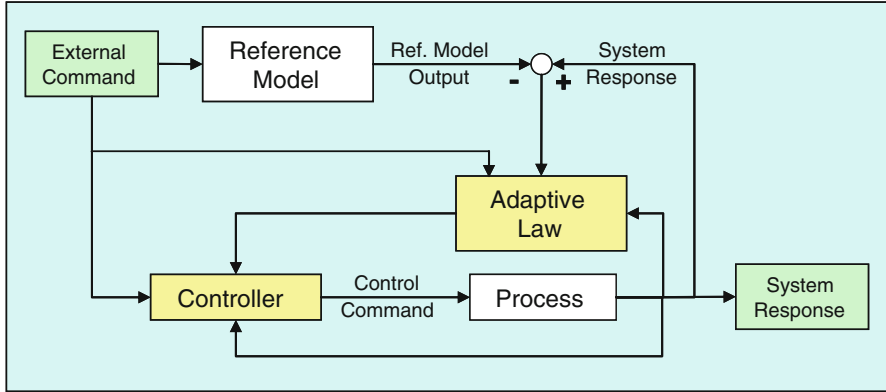 External
Command
Reference
Model
Ref. Model
Output
-
+
System
Response
Adaptive
Law
Controller
Control
Command
Process
System
Response